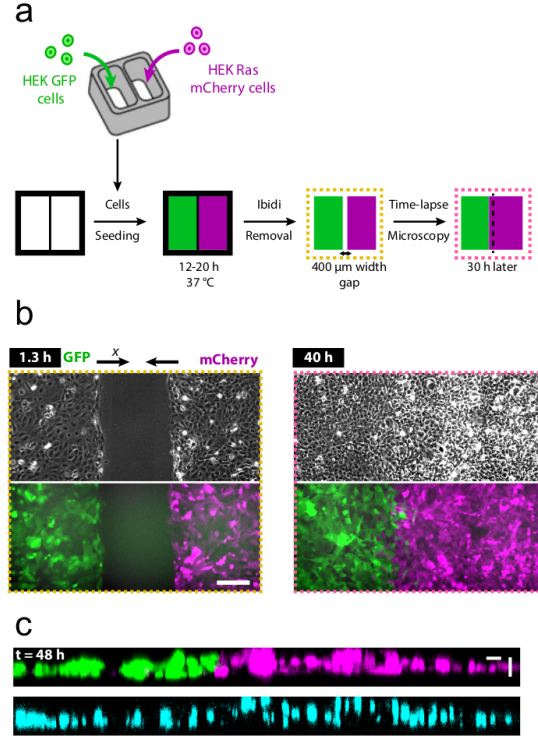 a
HEK GFP
cells
HEK Ras
mCherry cells
Cells
Seeding
Ibidi
Removal
Time-lapse
Microscopy
12-20 h
37 °C
400 µm width
gap
30 h later
b
1.3 h
GFP
x
mCherry
40 h
c
t = 48 h